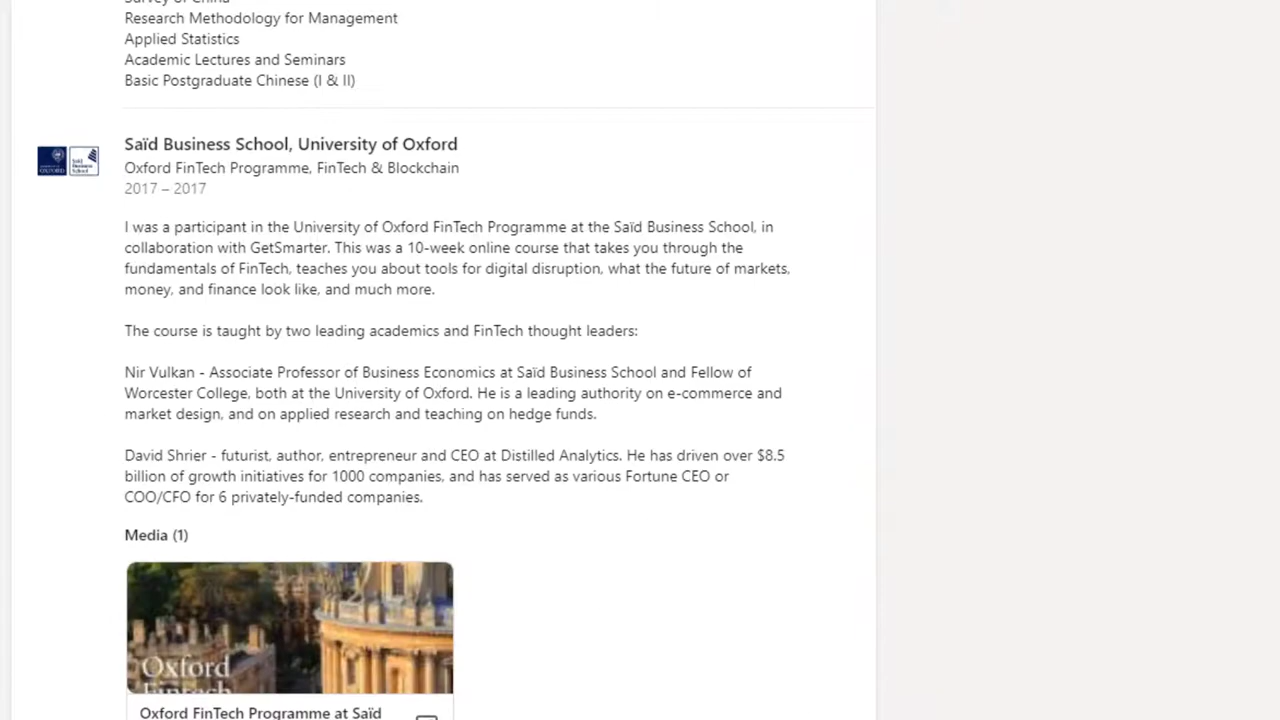 Survey of China
Research Methodology for Management
Applied Statistics
Academic Lectures and Seminars
Basic Postgraduate Chinese (I & II)
Saïd Business School, University of Oxford
Oxford FinTech Programme, FinTech & Blockchain
2017 – 2017
I was a participant in the University of Oxford FinTech Programme at the Saïd Business School, in
collaboration with GetSmarter. This was a 10-week online course that takes you through the
fundamentals of FinTech, teaches you about tools for digital disruption, what the future of markets,
money, and finance look like, and much more.
The course is taught by two leading academics and FinTech thought leaders:
Nir Vulkan - Associate Professor of Business Economics at Saïd Business School and Fellow of
Worcester College, both at the University of Oxford. He is a leading authority on e-commerce and
market design, and on applied research and teaching on hedge funds.
David Shrier - futurist, author, entrepreneur and CEO at Distilled Analytics. He has driven over $8.5
billion of growth initiatives for 1000 companies, and has served as various Fortune CEO or
COO/CFO for 6 privately-funded companies.
Media (1)
Oxford
Fintech
Oxford FinTech Programme at Saïd